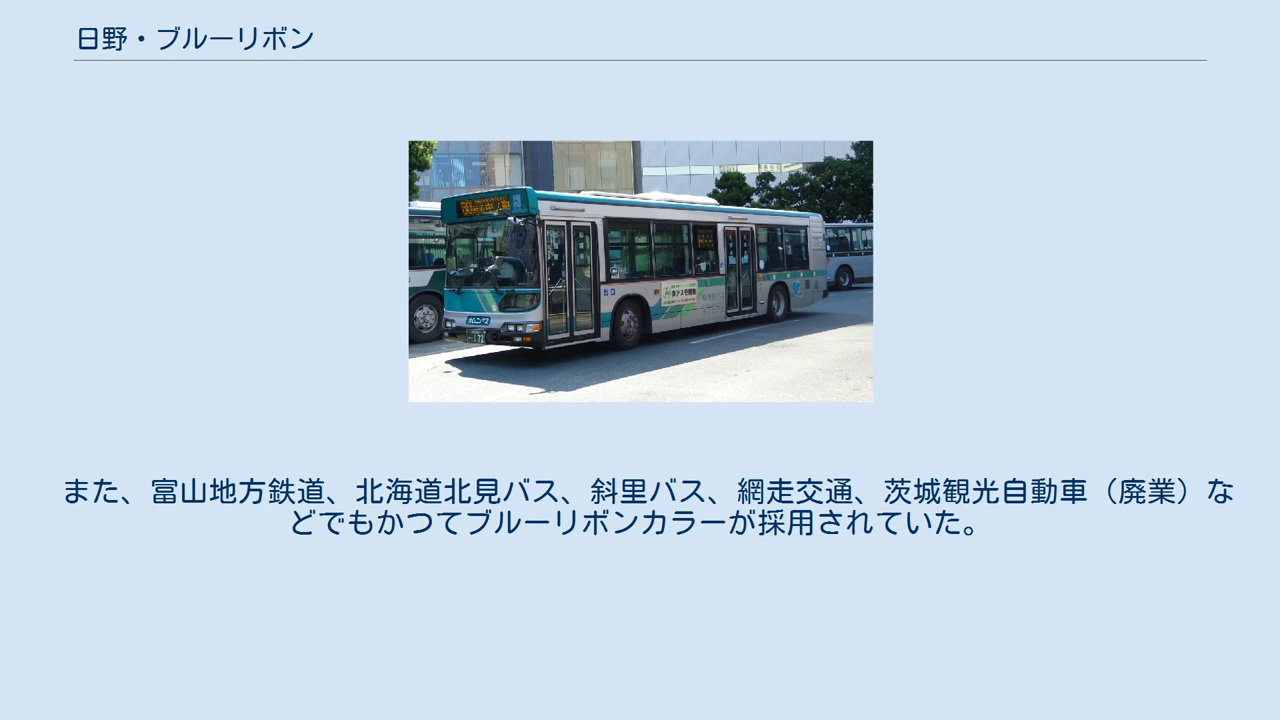 日野・ブルーリボン
また、富山地方鉄道、北海道北見バス、斜里バス、網走交通、茨城観光自動車（廃業）な
どでもかつてブルーリボンカラーが採用されていた。